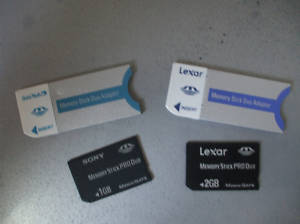 SanDisk
Memory Stick Duo Adaptor
INSERT
Lexar
Memory Stick Duo Adaptor
INSERT
SONY
MEMORY STICK PRO DUO
1GB
MAGICGATE
Lexar
MEMORY STICK PRO DUO
2GB
MAGICGATE